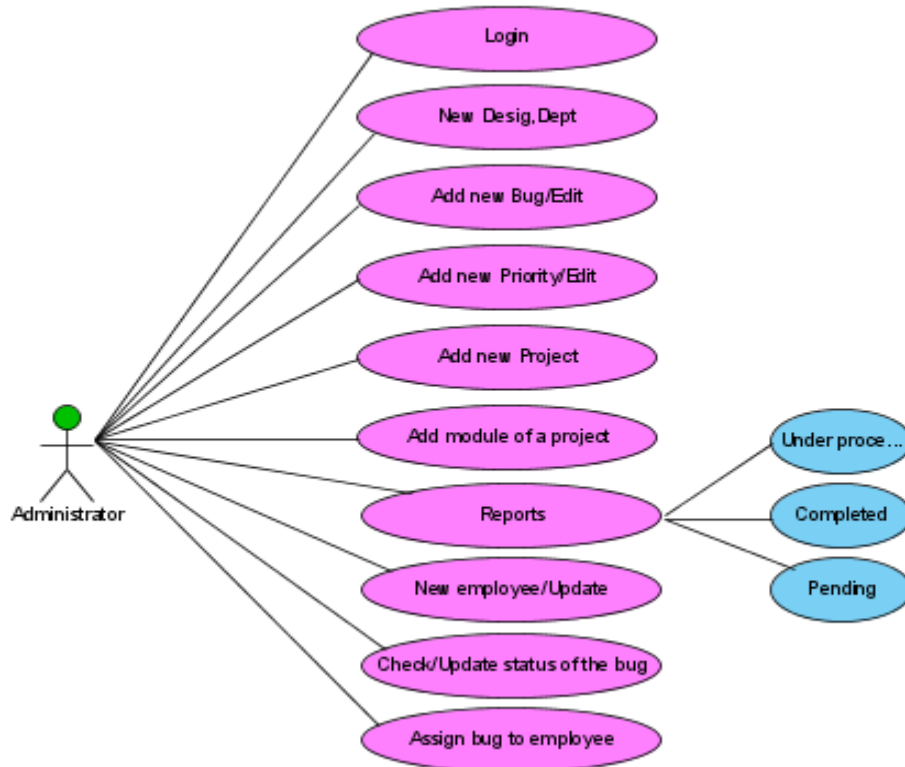 Login
New Desig,Dept
Add new Bug/Edit
Add new Priority/Edit
Add new Project
Add module of a project
Reports
New employee/Update
Check/Update status of the bug
Assign bug to employee
Administrator
Under proce...
Completed
Pending